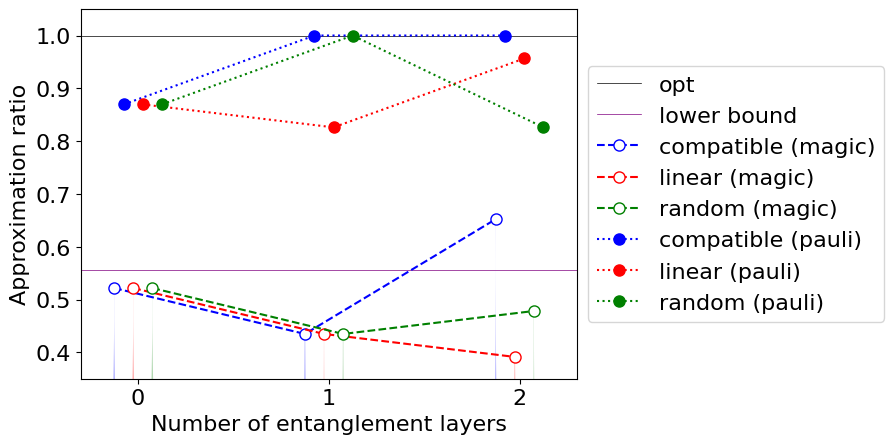 1.0
0.9
0.8
0.7
0.6
0.5
0.4
Approximation ratio
0
1
2
Number of entanglement layers
opt
lower bound
compatible (magic)
linear (magic)
random (magic)
compatible (pauli)
linear (pauli)
random (pauli)